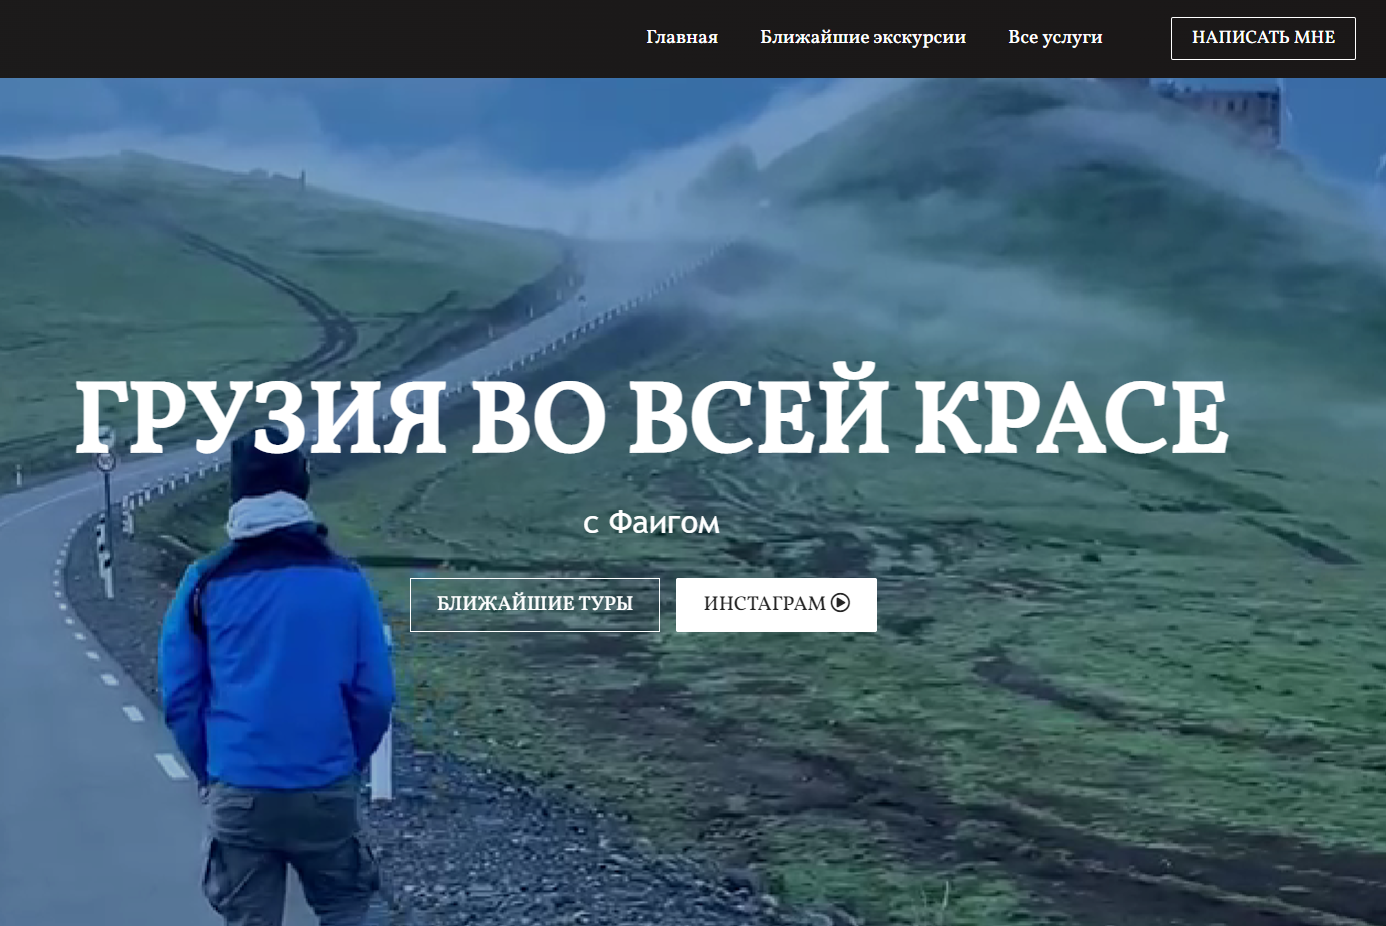 Главная Ближайшие экскурсии Все услуги НАПИСАТЬ МНЕ
ГРУЗИЯ ВО ВСЕЙ КРАСЕ
с Фаигом
БЛИЖАЙШИЕ ТУРЫ ИНСТАГРАМ